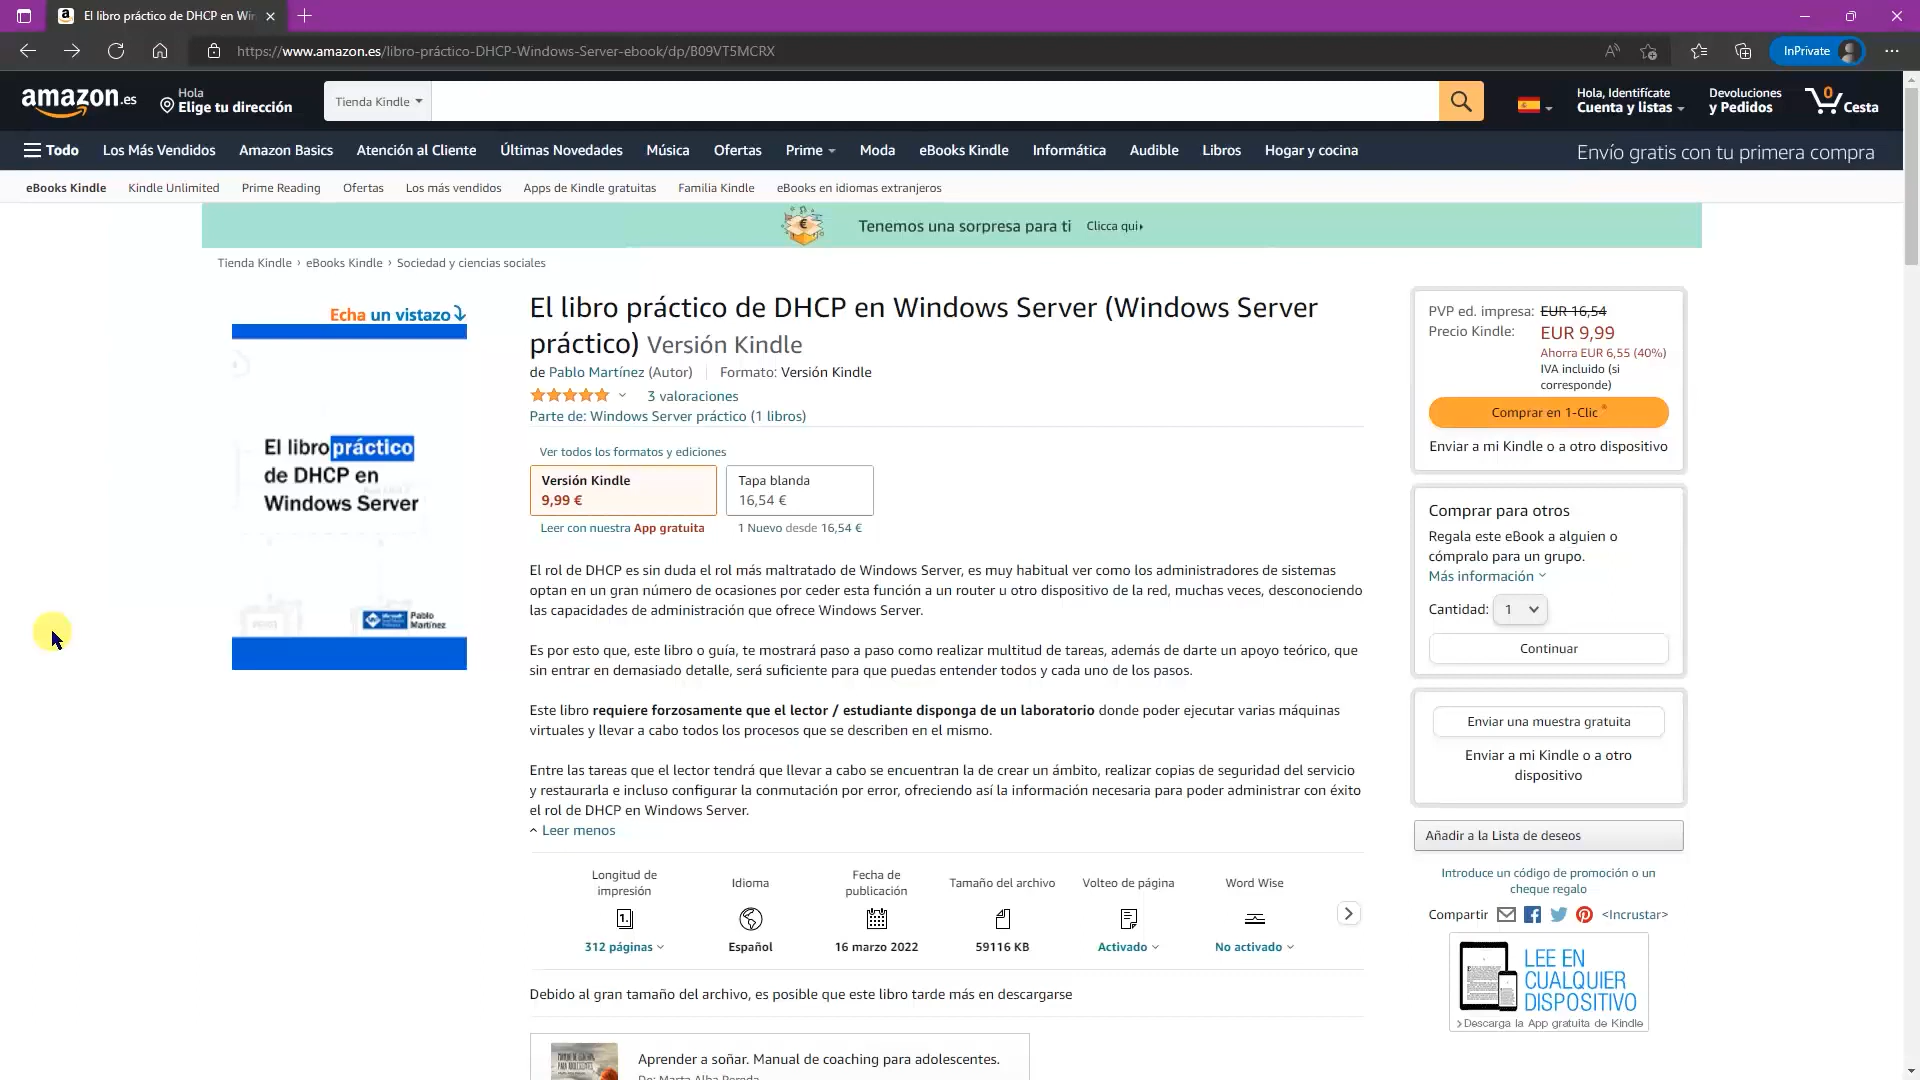 El libro práctico de DHCP en Win
https://www.amazon.es/libro-práctico-DHCP-Windows-Server-ebook/dp/B09VT5MCRX
InPrivate
amazon.es
Hola
Elige tu dirección
Tienda Kindle
Hola, Identifícate
Cuenta y listas
Devoluciones
y Pedidos
0
Cesta
Todo
Los Más Vendidos
Amazon Basics
Atención al Cliente
Últimas Novedades
Música
Ofertas
Prime
Moda
eBooks Kindle
Informática
Audible
Libros
Hogar y cocina
Envío gratis con tu primera compra
eBooks Kindle
Kindle Unlimited
Prime Reading
Ofertas
Los más vendidos
Apps de Kindle gratuitas
Familia Kindle
eBooks en idiomas extranjeros
Tenemos una sorpresa para ti Clicca qui
Tienda Kindle › eBooks Kindle › Sociedad y ciencias sociales
Echa un vistazo
El libro práctico
de DHCP en
Windows Server
Pablo
Martínez
El libro práctico de DHCP en Windows Server (Windows Server
práctico) Versión Kindle
de Pablo Martínez (Autor) Formato: Versión Kindle
3 valoraciones
Parte de: Windows Server práctico (1 libros)
Ver todos los formatos y ediciones
Versión Kindle
9,99 €
Leer con nuestra App gratuita
Tapa blanda
16,54 €
1 Nuevo desde 16,54 €
El rol de DHCP es sin duda el rol más maltratado de Windows Server, es muy habitual ver como los administradores de sistemas
optan en un gran número de ocasiones por ceder esta función a un router u otro dispositivo de la red, muchas veces, desconociendo
las capacidades de administración que ofrece Windows Server.
Es por esto que, este libro o guía, te mostrará paso a paso como realizar multitud de tareas, además de darte un apoyo teórico, que
sin entrar en demasiado detalle, será suficiente para que puedas entender todos y cada uno de los pasos.
Este libro requiere forzosamente que el lector / estudiante disponga de un laboratorio donde poder ejecutar varias máquinas
virtuales y llevar a cabo todos los procesos que se describen en el mismo.
Entre las tareas que el lector tendrá que llevar a cabo se encuentran la de crear un ámbito, realizar copias de seguridad del servicio
y restaurarla e incluso configurar la conmutación por error, ofreciendo así la información necesaria para poder administrar con éxito
el rol de DHCP en Windows Server.
Leer menos
Longitud de
impresión
312 páginas
Idioma
Español
Fecha de
publicación
16 marzo 2022
Tamaño del archivo
59116 KB
Volteo de página
Activado
Word Wise
No activado
Debido al gran tamaño del archivo, es posible que este libro tarde más en descargarse
Aprender a soñar. Manual de coaching para adolescentes.
De: Marta Alba Pereda
PVP ed. impresa: EUR 16,54
Precio Kindle: EUR 9,99
Ahorra EUR 6,55 (40%)
IVA incluido (si
corresponde)
Comprar en 1-Clic ®
Enviar a mi Kindle o a otro dispositivo
Comprar para otros
Regala este eBook a alguien o
cómpralo para un grupo.
Más información
Cantidad: 1
Continuar
Enviar una muestra gratuita
Enviar a mi Kindle o a otro
dispositivo
Añadir a la Lista de deseos
Introduce un código de promoción o un
cheque regalo
Compartir <Incrustar>
LEE EN
CUALQUIER
DISPOSITIVO
›Descarga la App gratuita de Kindle